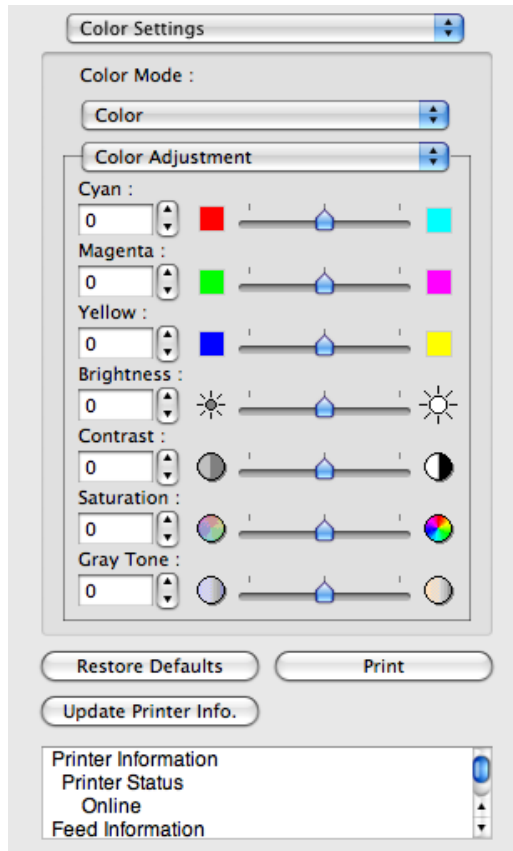 Color Settings
Color Mode :
Color
Color Adjustment
Cyan :
0
Magenta :
0
Yellow :
0
Brightness :
0
Contrast :
0
Saturation :
0
Gray Tone :
0
Restore Defaults
Print
Update Printer Info.
Printer Information
Printer Status
Online
Feed Information